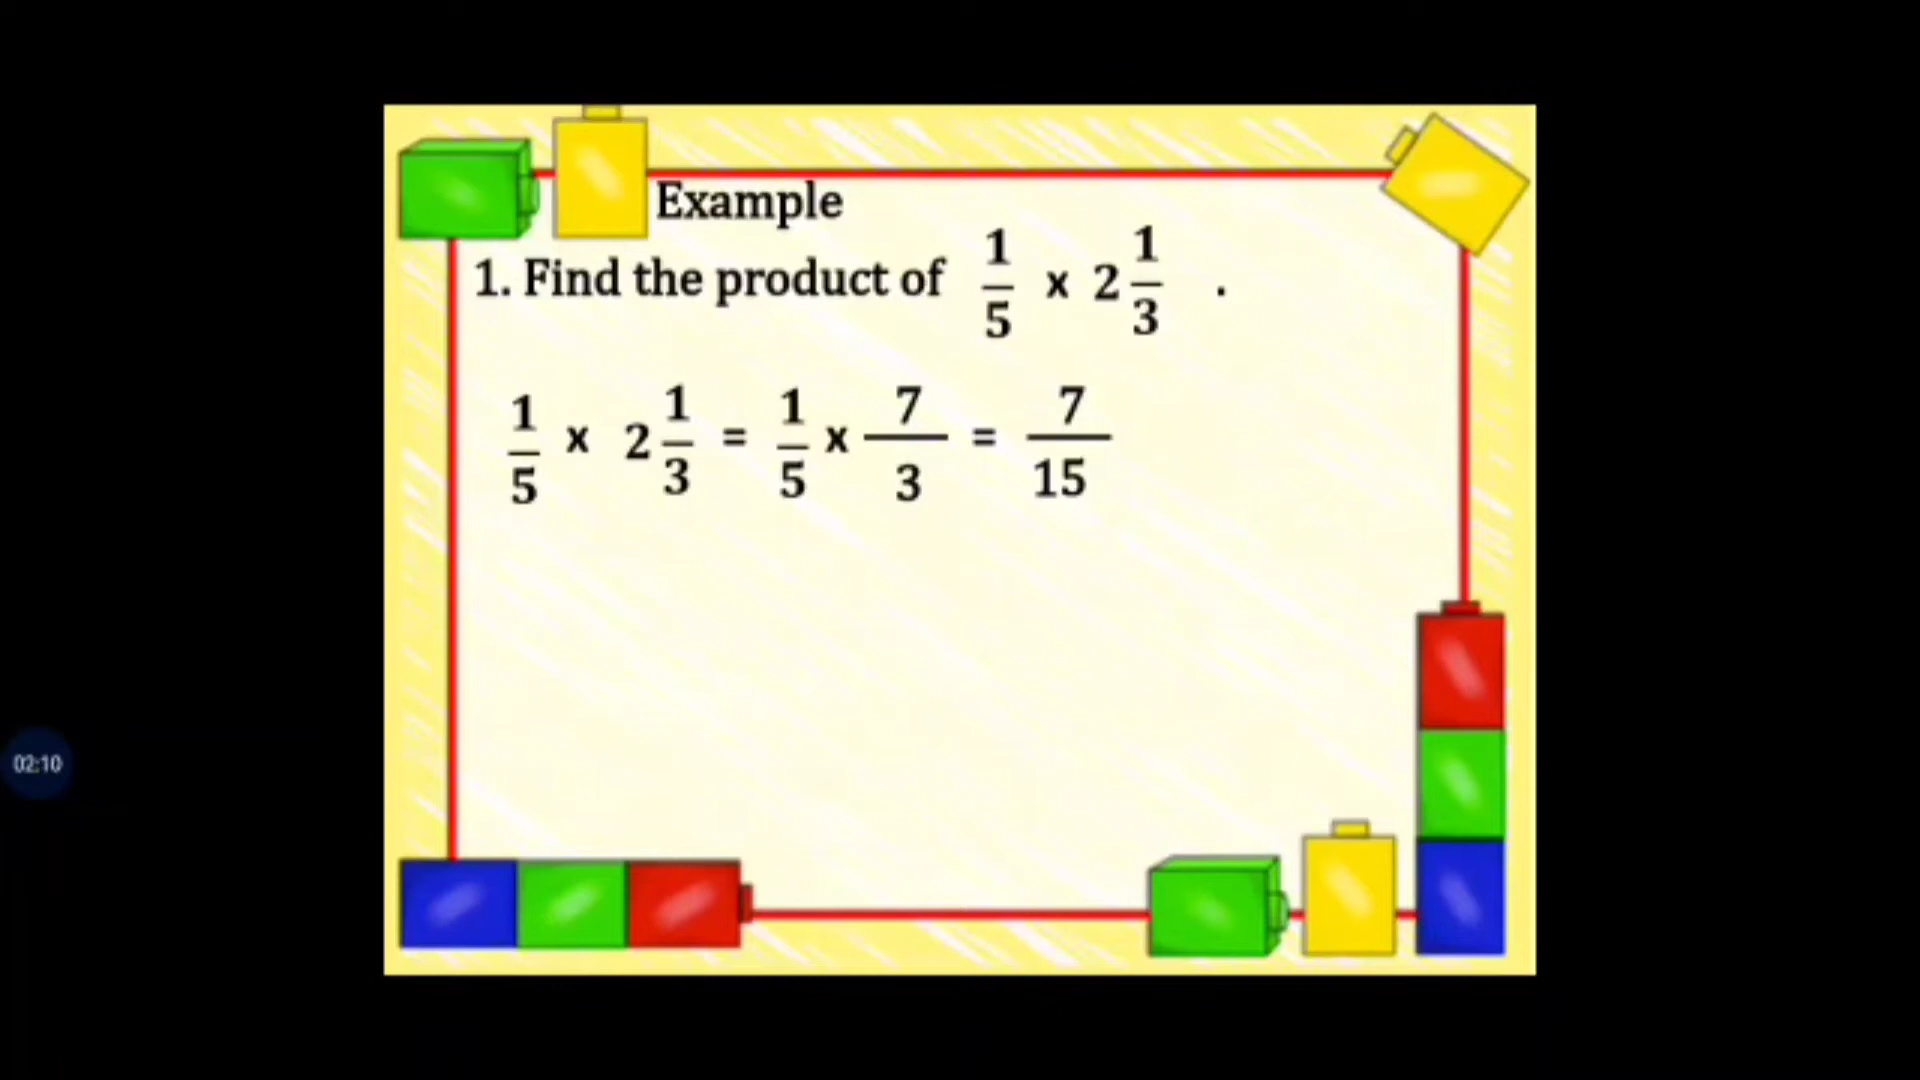 Example
1. Find the product of 1/5 x 2 1/3 .
1/5 x 2 1/3 = 1/5 x 7/3 = 7/15
02:10